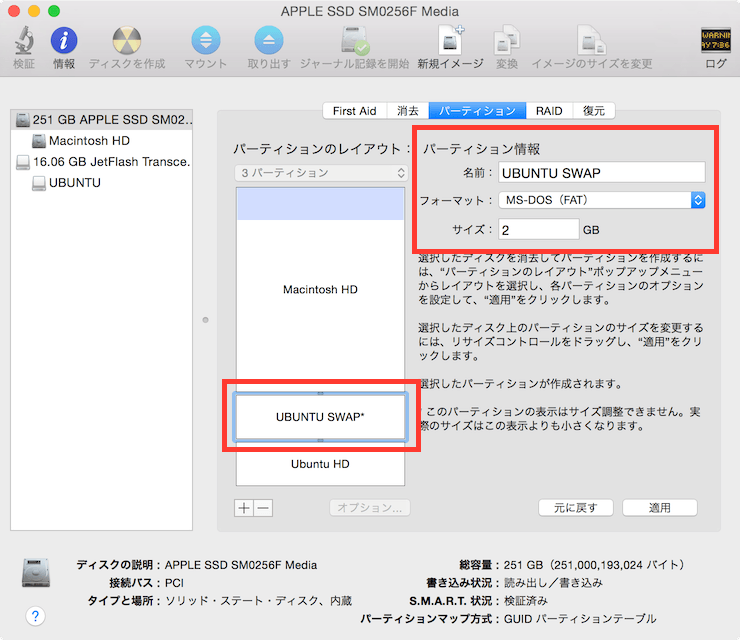 APPLE SSD SM0256F Media
検証
情報
ディスクを作成
マウント
取り出す
ジャーナル記録を開始
新規イメージ
変換
イメージのサイズを変更
ログ
WARNIN
AY 7:36
251 GB APPLE SSD SM02...
Macintosh HD
16.06 GB JetFlash Transce...
UBUNTU
First Aid
消去
パーティション
RAID
復元
パーティションのレイアウト：
3 パーティション
Macintosh HD
UBUNTU SWAP*
Ubuntu HD
オプション...
パーティション情報
名前： UBUNTU SWAP
フォーマット： MS-DOS（FAT）
サイズ： 2 GB
選択したディスクを消去してパーティションを作成するに
は、“パーティションのレイアウト”ポップアップメニュー
からレイアウトを選択し、各パーティションのオプション
を設定して、“適用”をクリックします。
選択したディスク上のパーティションのサイズを変更する
には、リサイズコントロールをドラッグし、“適用”をク
リックします。
選択したパーティションが作成されます。
* このパーティションの表示はサイズ調整できません。実
際のサイズはこの表示よりも小さくなります。
元に戻す
適用
ディスクの説明： APPLE SSD SM0256F Media
接続バス： PCI
タイプと場所： ソリッド・ステート・ディスク、内蔵
総容量： 251 GB（251,000,193,024 バイト）
書き込み状況： 読み出し／書き込み
S.M.A.R.T. 状況： 検証済み
パーティションマップ方式： GUID パーティションテーブル
?